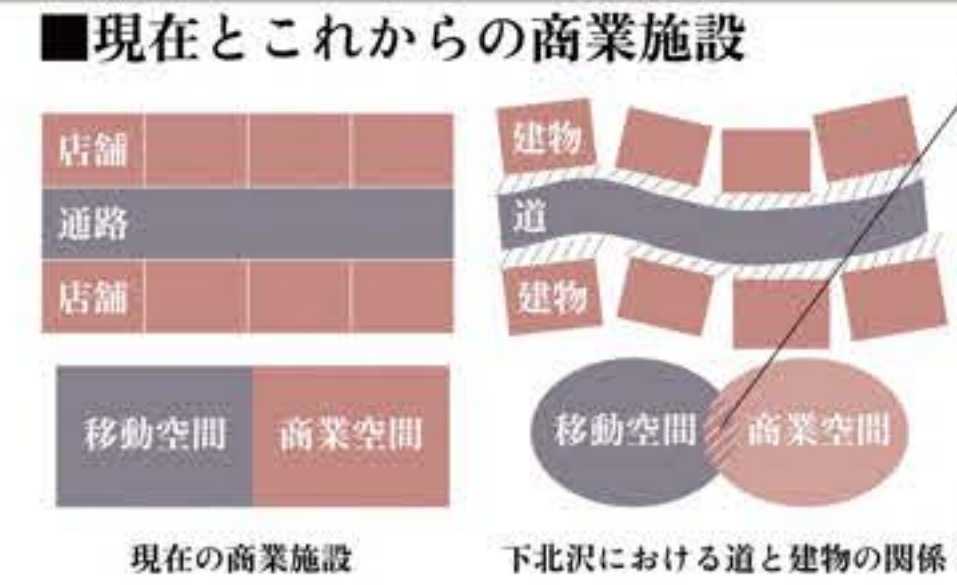 ■現在とこれからの商業施設
店舗
通路
店舗
建物
道
建物
移動空間
商業空間
移動空間
商業空間
現在の商業施設
下北沢における道と建物の関係